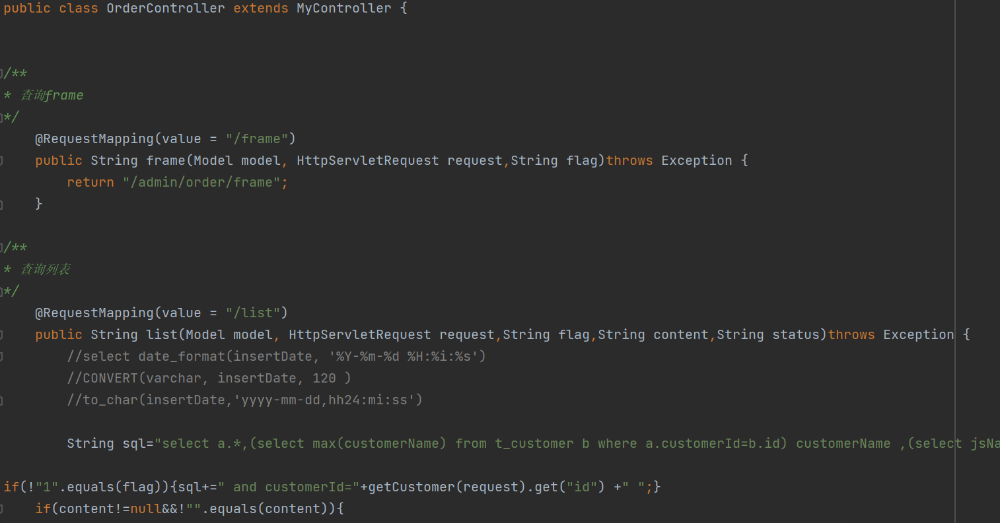 public class OrderController extends MyController {
/**
* 查询frame
*/
@RequestMapping(value = "/frame")
public String frame(Model model, HttpServletRequest request,String flag)throws Exception {
return "/admin/order/frame";
}
/**
* 查询列表
*/
@RequestMapping(value = "/list")
public String list(Model model, HttpServletRequest request,String flag,String content,String status)throws Exception {
//select date_format(insertDate, '%Y-%m-%d %H:%i:%s')
//CONVERT(varchar, insertDate, 120 )
//to_char(insertDate,'yyyy-mm-dd,hh24:mi:ss')
String sql="select a.*,(select max(customerName) from t_customer b where a.customerId=b.id) customerName ,(select
if(!"1".equals(flag)){sql+=" and customerId="+getCustomer(request).get("id") +" ";}
if(content!=null&&!"".equals(content)){